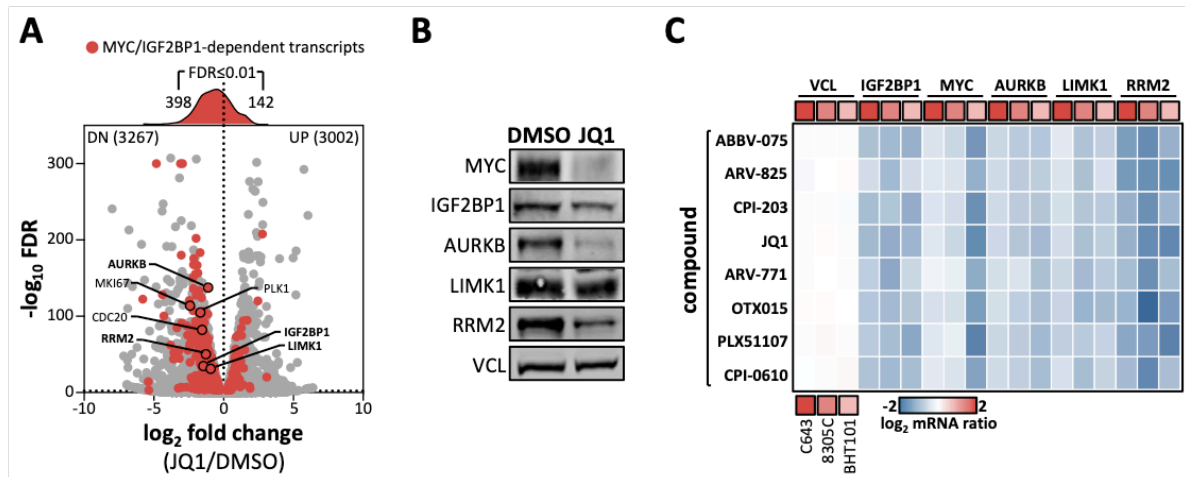 A
MYC/IGF2BP1-dependent transcripts
FDR≤0.01
398
142
DN (3267)
UP (3002)
300
200
100
0
-log10 FDR
AURKB
MKI67
PLK1
CDC20
RRM2
IGF2BP1
LIMK1
-10
-5
0
5
10
log2 fold change
(JQ1/DMSO)
B
DMSO JQ1
MYC
IGF2BP1
AURKB
LIMK1
RRM2
VCL
C
VCL IGF2BP1 MYC AURKB LIMK1 RRM2
compound
ABBV-075
ARV-825
CPI-203
JQ1
ARV-771
OTX015
PLX51107
CPI-0610
C643
8305C
BHT101
-2 2
log2 mRNA ratio